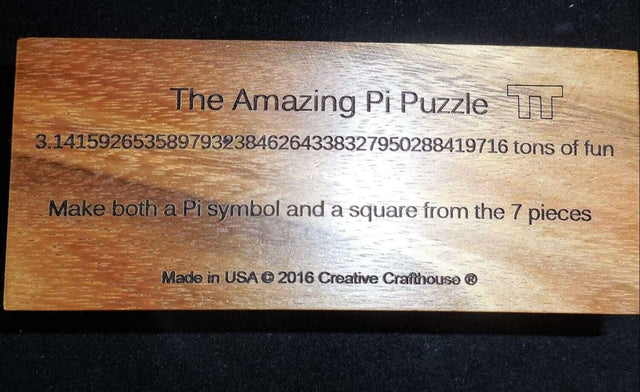 The Amazing Pi Puzzle
3.14159265358979323846264338327950288419716 tons of fun
Make both a Pi symbol and a square from the 7 pieces
Made in USA © 2016 Creative Crafthouse ®